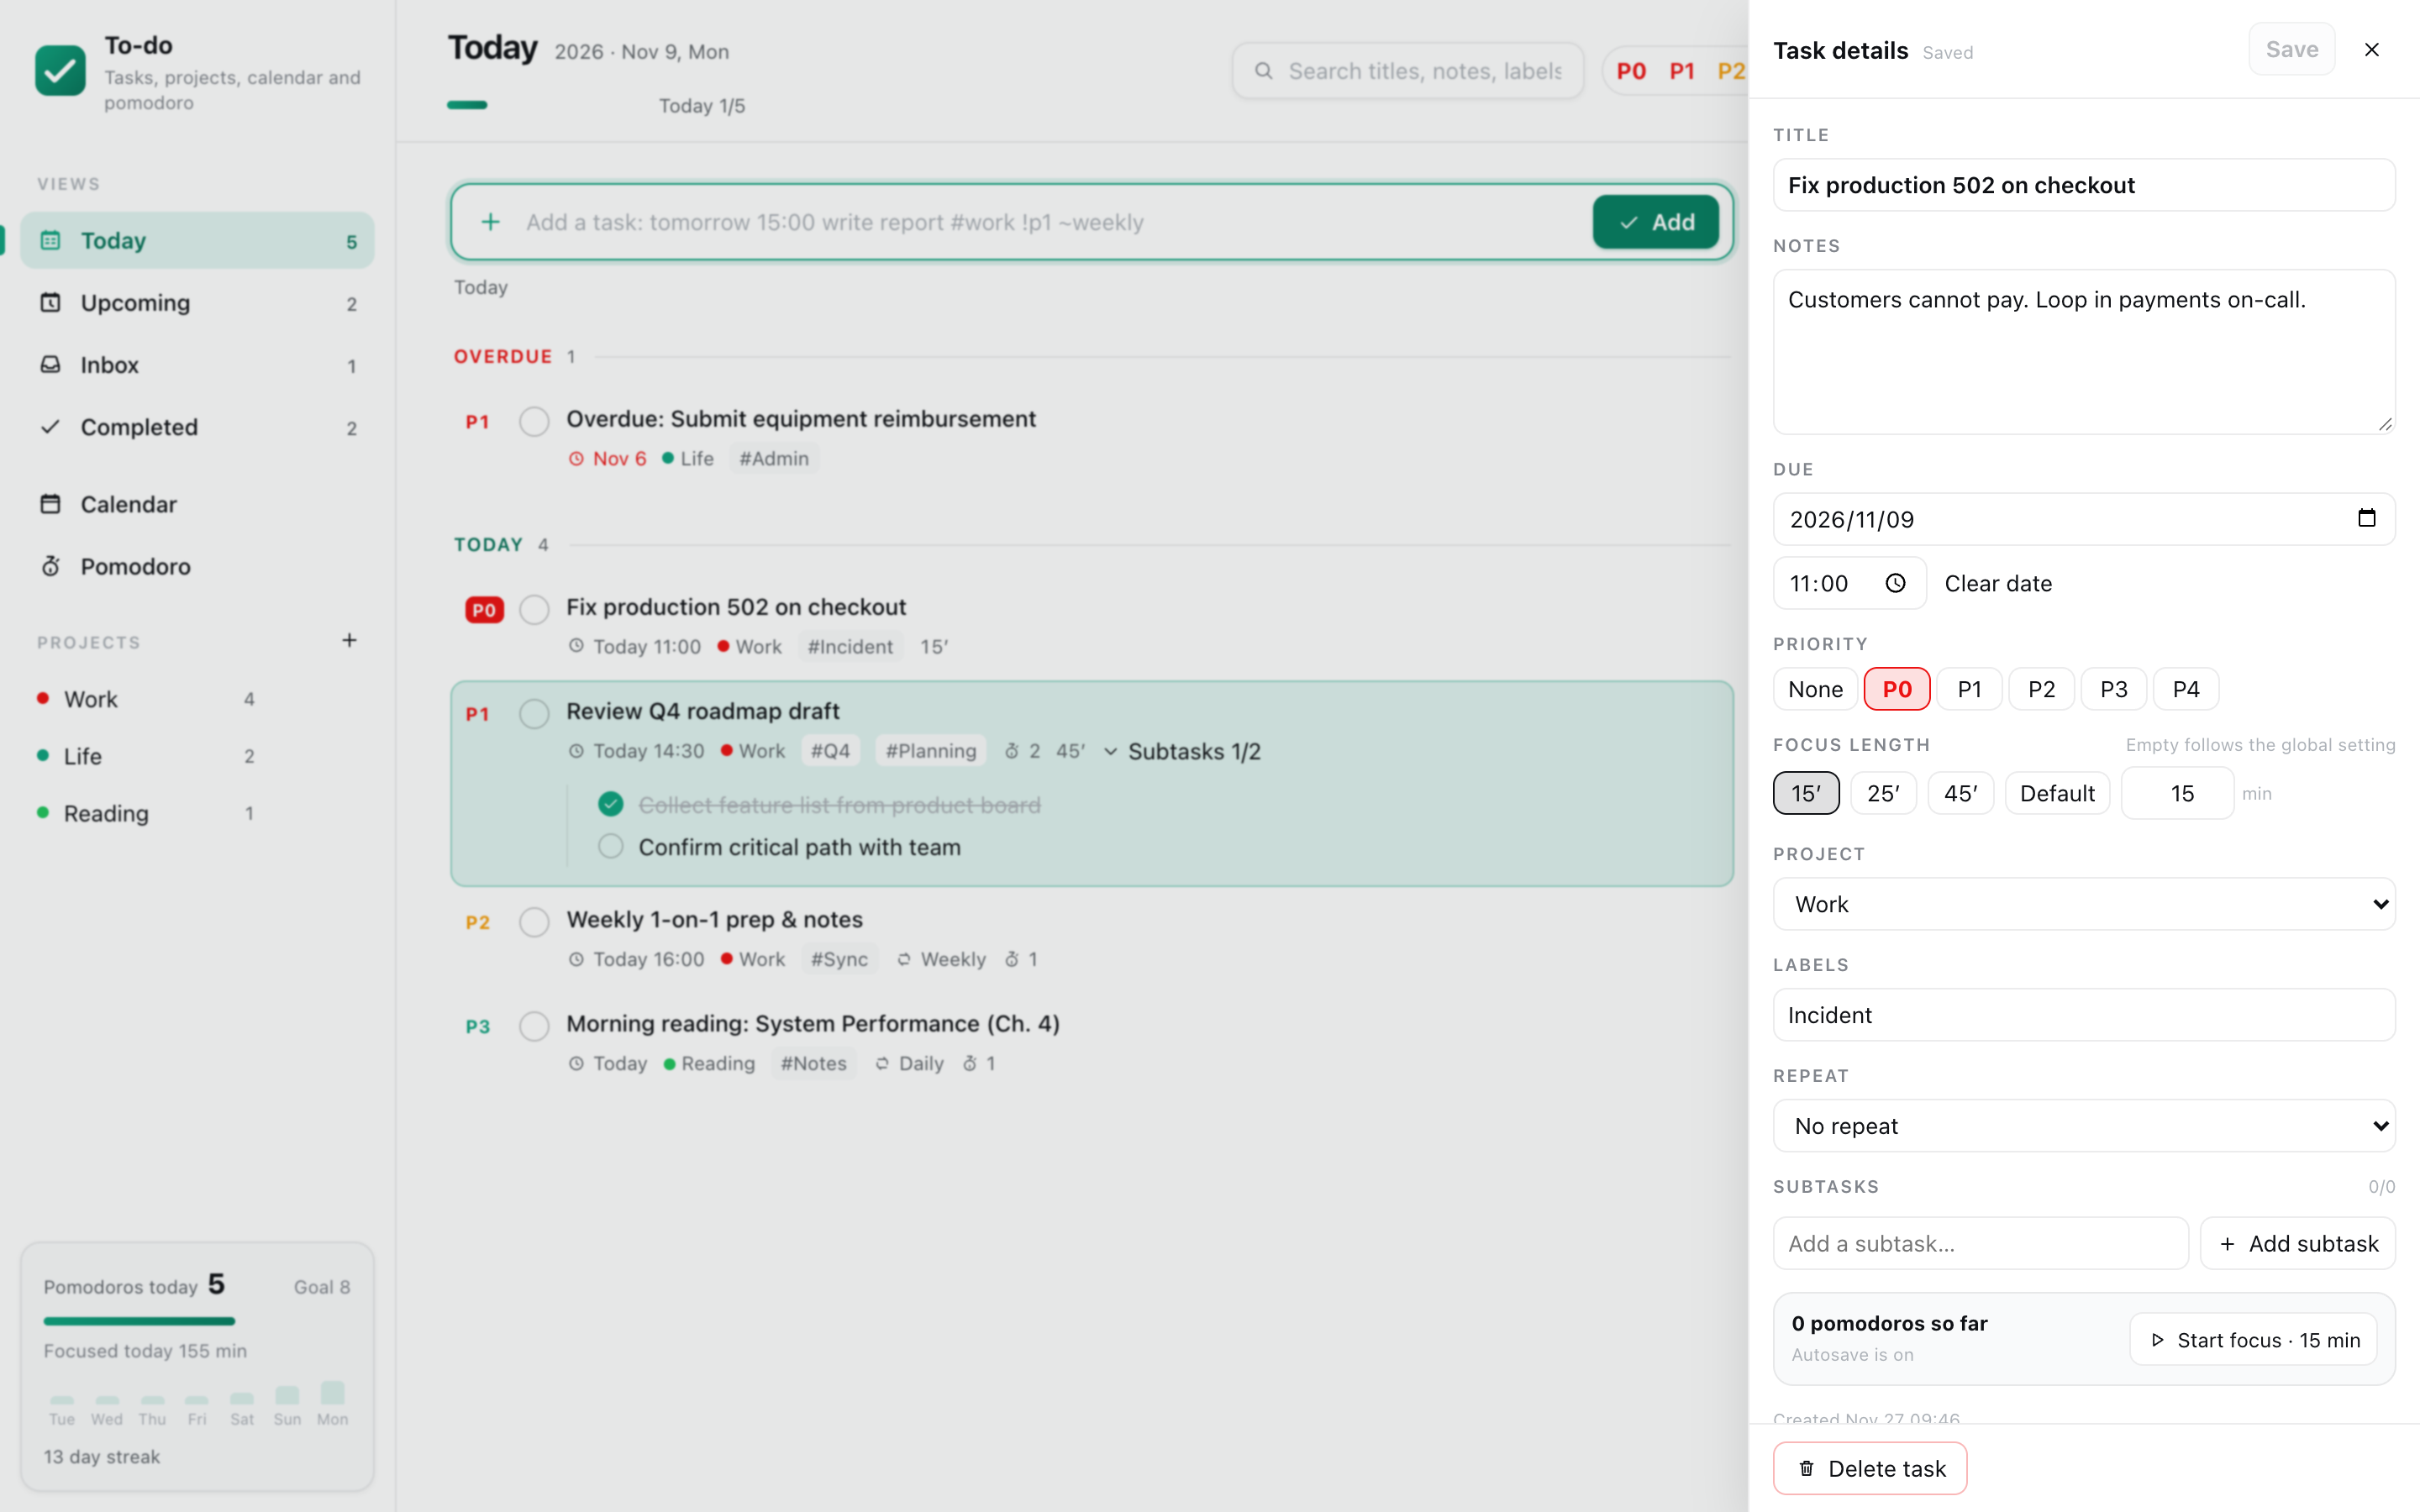 To-do
Tasks, projects, calendar and
pomodoro
VIEWS
Today 5
Upcoming 2
Inbox 1
Completed 2
Calendar
Pomodoro
PROJECTS +
Work 4
Life 2
Reading 1
Pomodoros today 5 Goal 8
Focused today 155 min
Tue Wed Thu Fri Sat Sun Mon
13 day streak
Today 2026 · Nov 9, Mon
Today 1/5
Search titles, notes, labels
P0 P1 P2
+ Add a task: tomorrow 15:00 write report #work !p1 ~weekly
Add
Today
OVERDUE 1
P1 Overdue: Submit equipment reimbursement
Nov 6 Life #Admin
TODAY 4
P0 Fix production 502 on checkout
Today 11:00 Work #Incident 15′
P1 Review Q4 roadmap draft
Today 14:30 Work #Q4 #Planning 2 45′ Subtasks 1/2
Collect feature list from product board
Confirm critical path with team
P2 Weekly 1-on-1 prep & notes
Today 16:00 Work #Sync Weekly 1
P3 Morning reading: System Performance (Ch. 4)
Today Reading #Notes Daily 1
Task details Saved Save
TITLE
Fix production 502 on checkout
NOTES
Customers cannot pay. Loop in payments on-call.
DUE
2026/11/09
11:00 Clear date
PRIORITY
None P0 P1 P2 P3 P4
FOCUS LENGTH Empty follows the global setting
15′ 25′ 45′ Default 15 min
PROJECT
Work
LABELS
Incident
REPEAT
No repeat
SUBTASKS 0/0
Add a subtask... + Add subtask
0 pomodoros so far
Autosave is on
Start focus · 15 min
Created Nov 27 09:46
Delete task